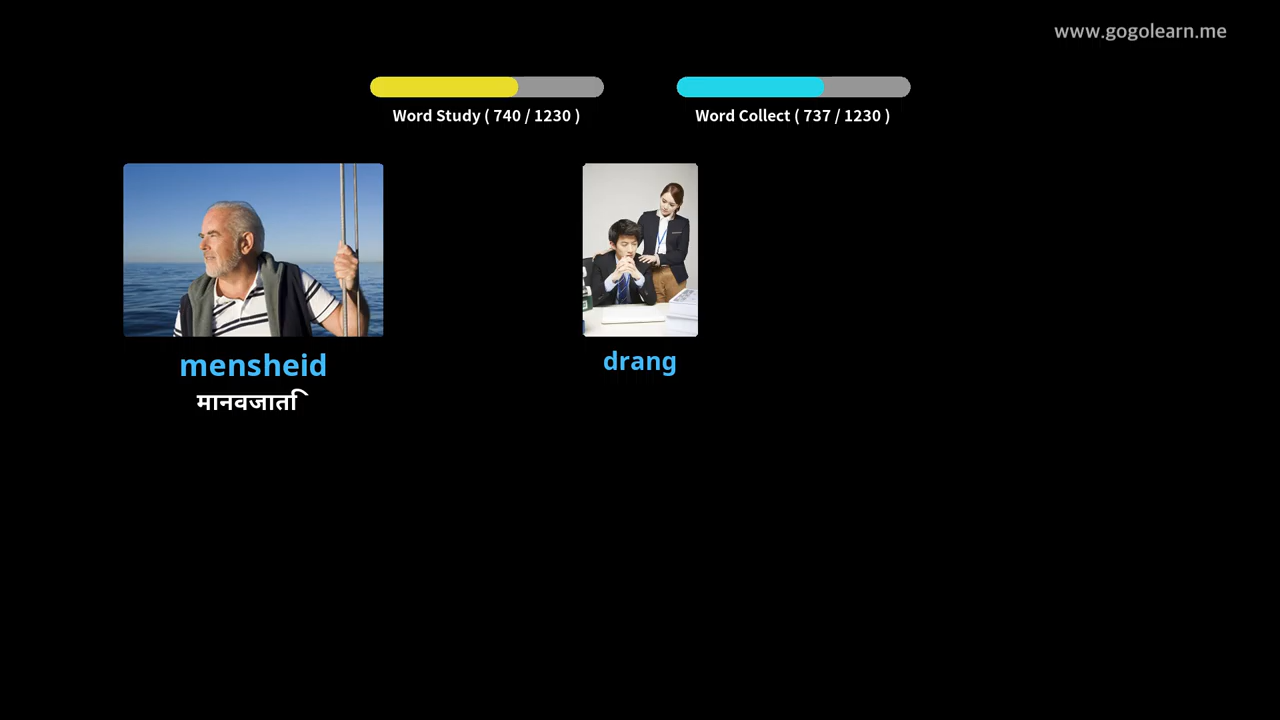 www.gogolearn.me
Word Study ( 740 / 1230 )
Word Collect ( 737 / 1230 )
mensheid
मानवजाति
drang